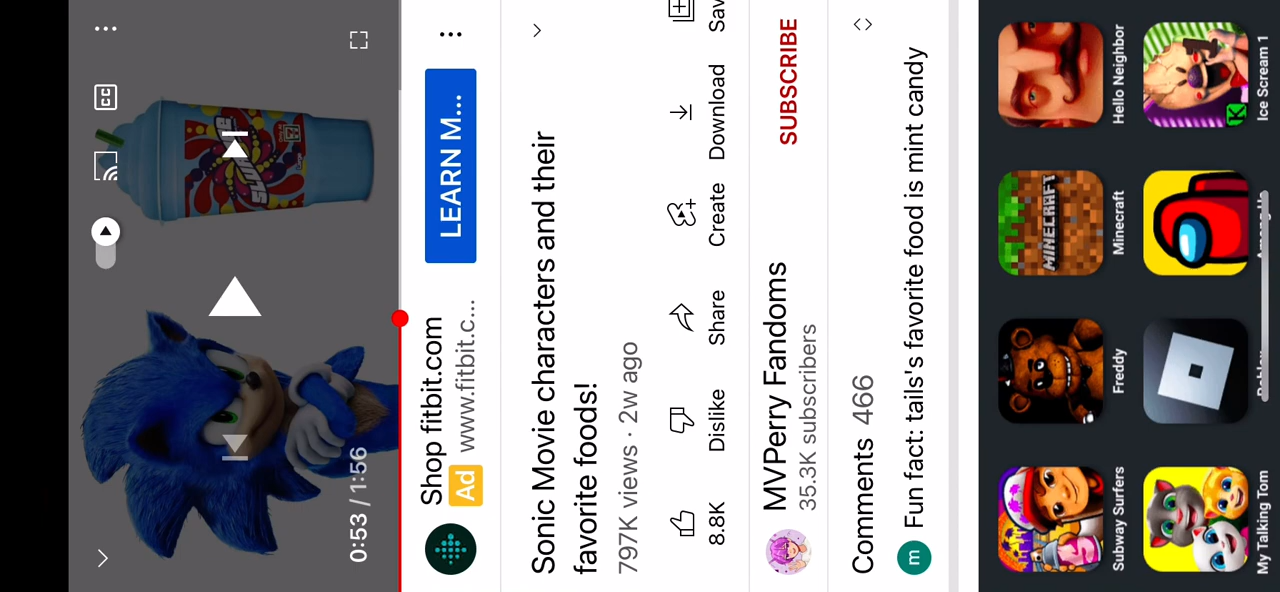 CC
0:53 / 1:56
Shop fitbit.com
Ad www.fitbit.c...
LEARN M...
Sonic Movie characters and their
favorite foods!
797K views · 2w ago
8.8K
Dislike
Share
Create
Download
MVPerry Fandoms
35.3K subscribers
SUBSCRIBE
Comments 466
m
Fun fact: tails's favorite food is mint candy
Subway Surfers
Freddy
MINECRAFT
Minecraft
Hello Neighbor
My Talking Tom
K
Ice Scream 1